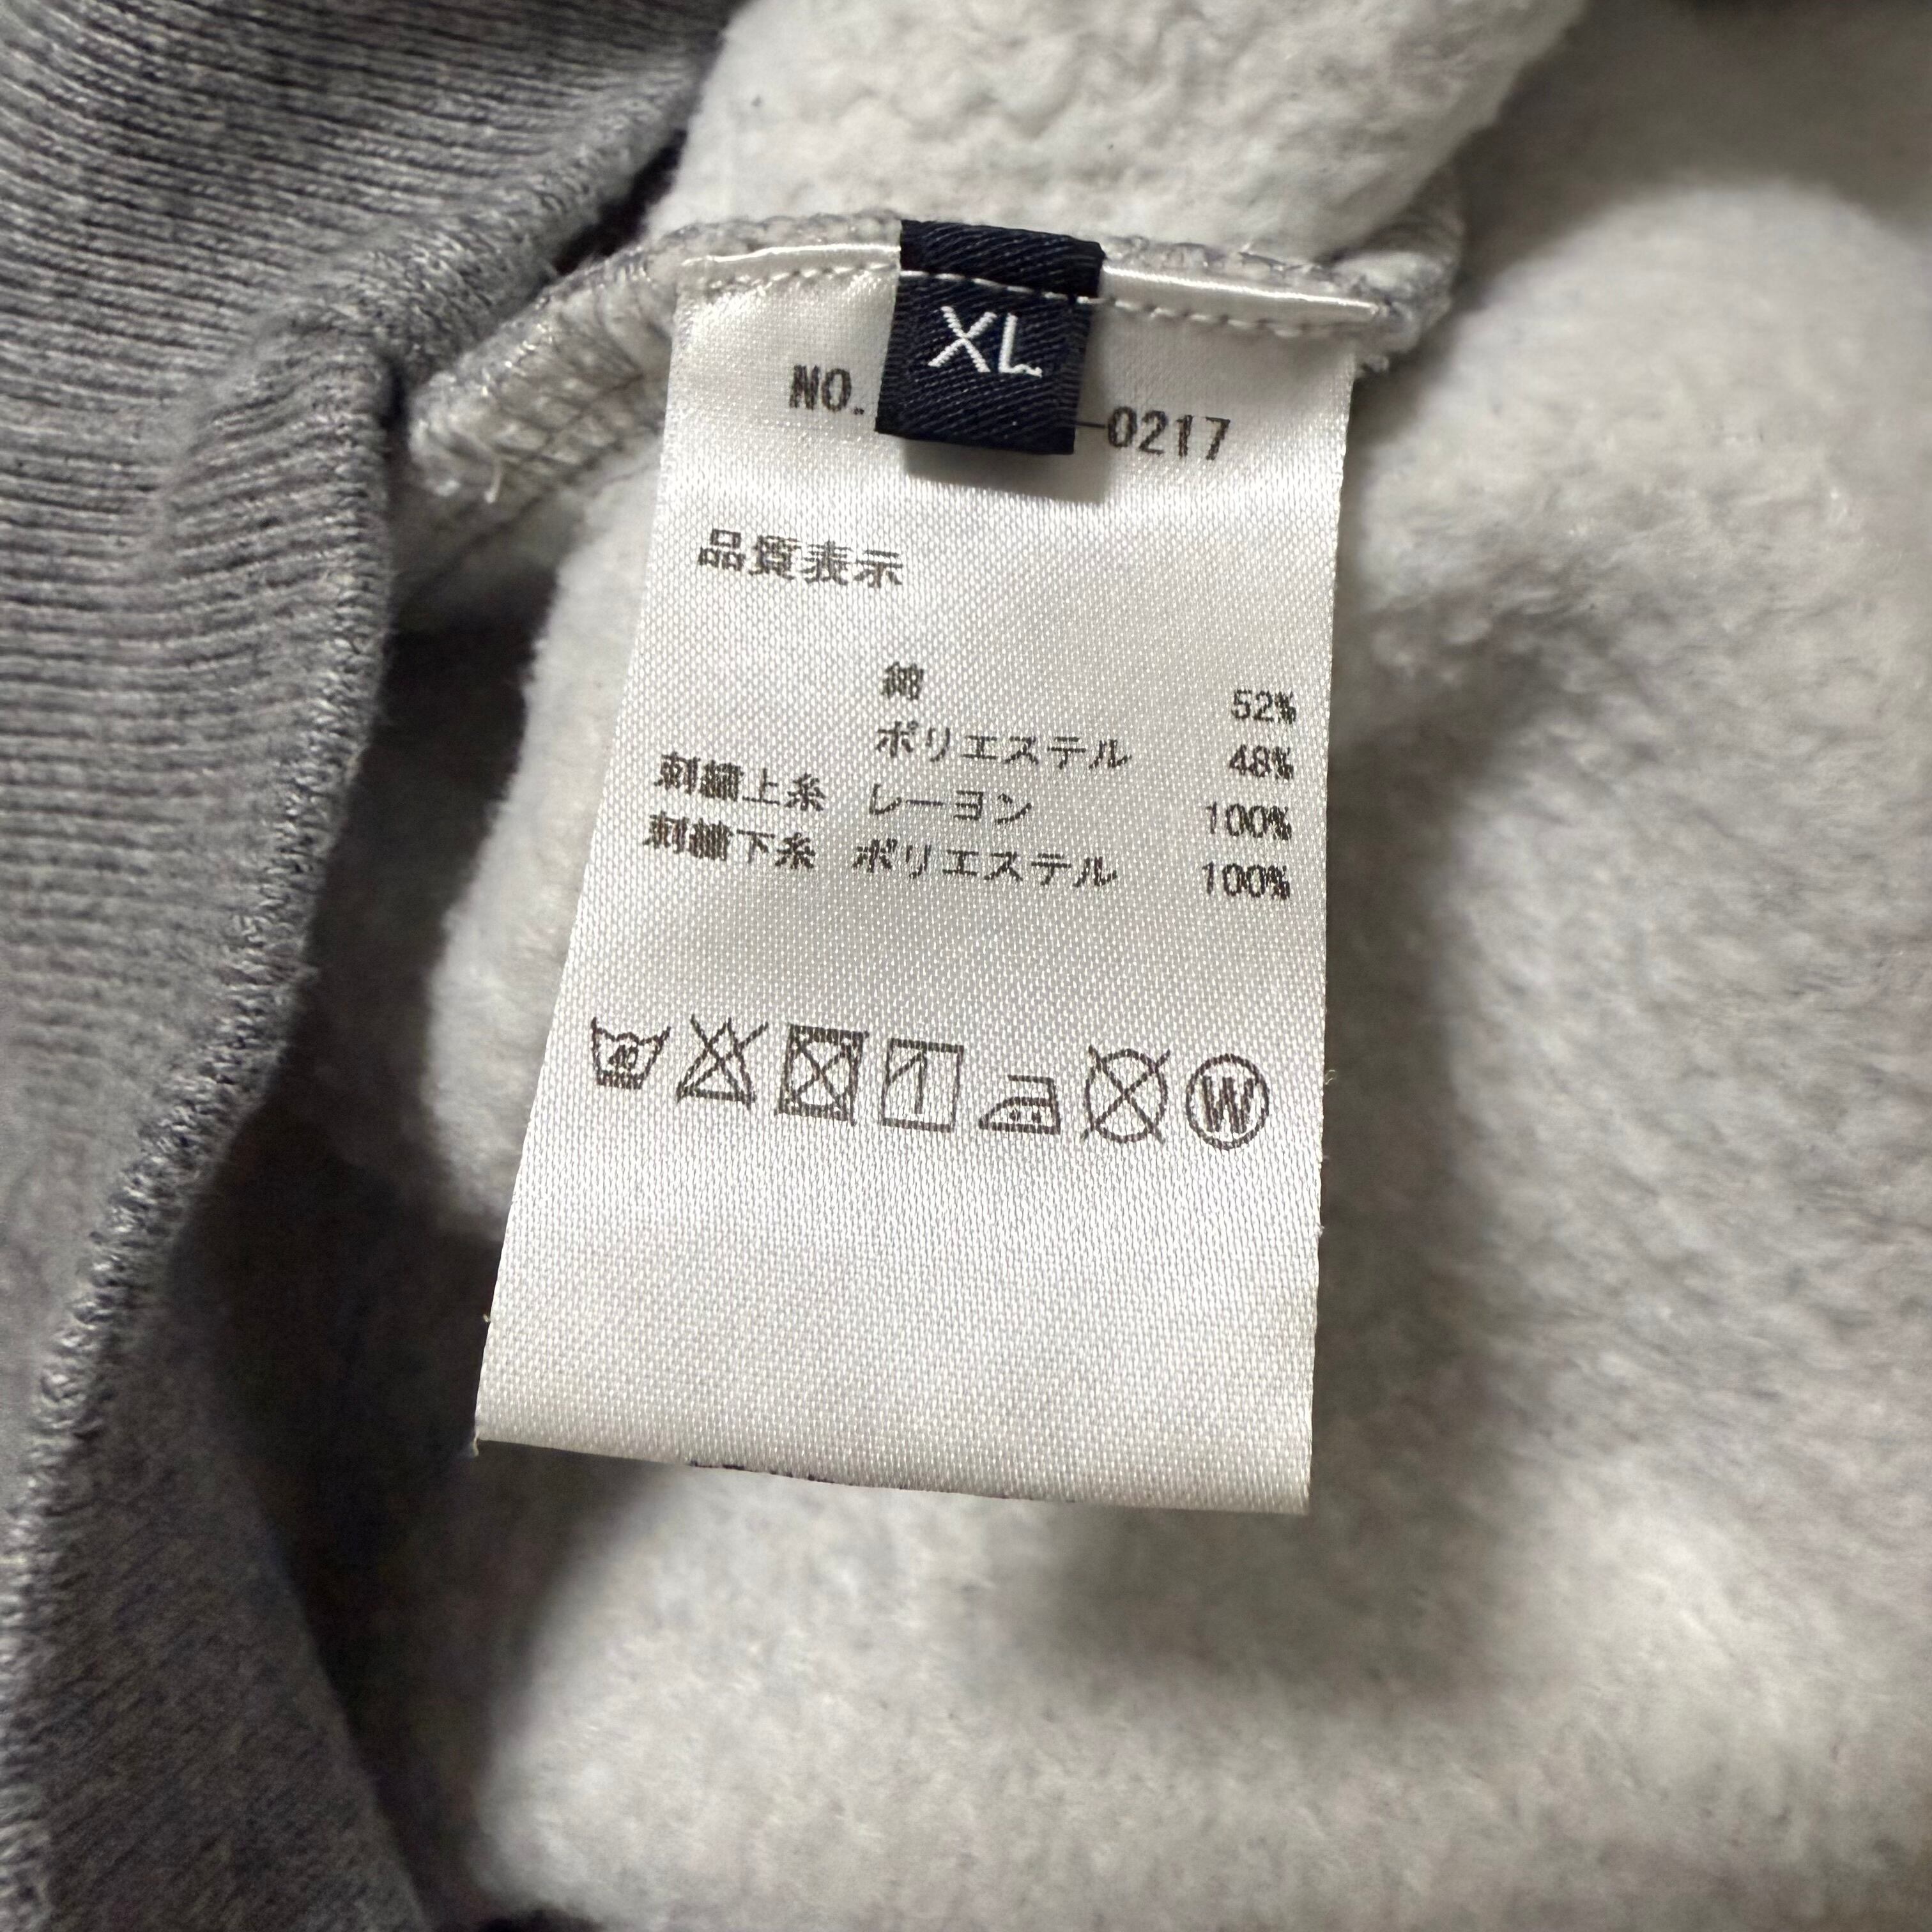 XL
NO. -0217
品質表示
綿 52%
ポリエステル 48%
刺繍上糸 レーヨン 100%
刺繍下糸 ポリエステル 100%
40
W